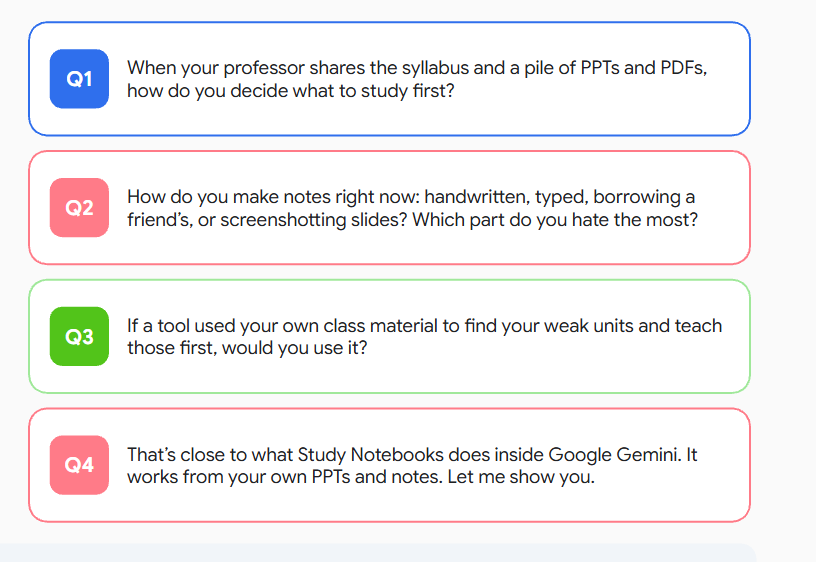 Q1
When your professor shares the syllabus and a pile of PPTs and PDFs,
how do you decide what to study first?
Q2
How do you make notes right now: handwritten, typed, borrowing a
friend’s, or screenshotting slides? Which part do you hate the most?
Q3
If a tool used your own class material to find your weak units and teach
those first, would you use it?
Q4
That’s close to what Study Notebooks does inside Google Gemini. It
works from your own PPTs and notes. Let me show you.